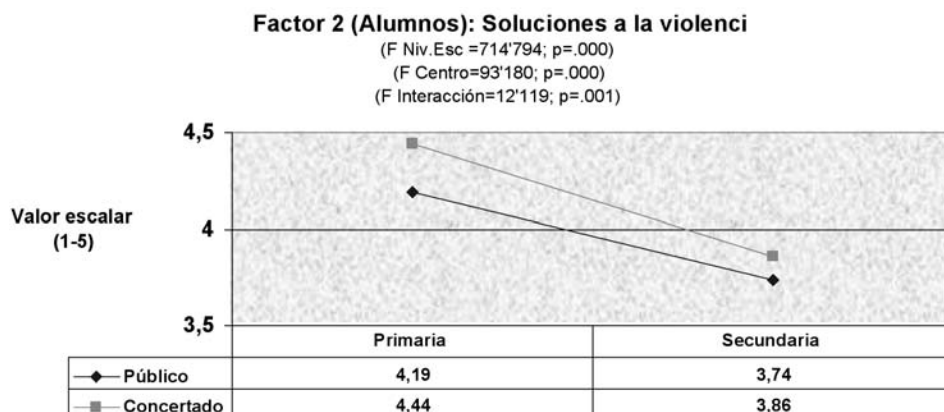 Factor 2 (Alumnos): Soluciones a la violenci
(F Niv.Esc =714'794; p=.000)
(F Centro=93'180; p=.000)
(F Interacción=12'119; p=.001)
4,5
Valor escalar
(1-5)
4
3,5
Primaria Secundaria
Público 4,19 3,74
Concertado 4,44 3,86